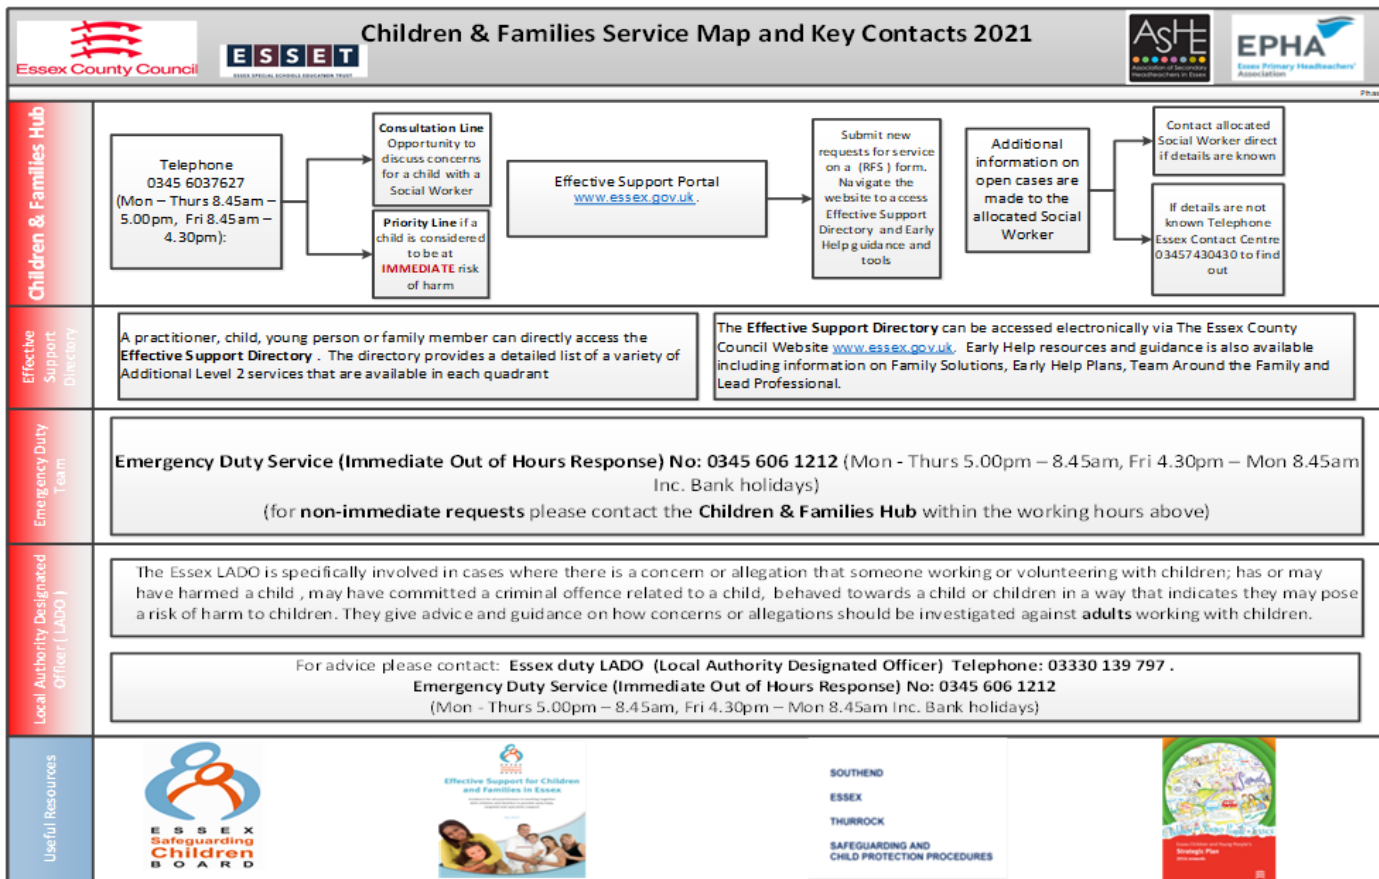 Children & Families Service Map and Key Contacts 2021
Essex County Council
ESSET
ESSEX SPECIAL SCHOOLS EDUCATION TRUST
ASHE
Association of Secondary
Headteachers in Essex
EPHA
Essex Primary Headteachers'
Association
Phas
Children & Families Hub
Telephone
0345 6037627
(Mon – Thurs 8.45am –
5.00pm, Fri 8.45am –
4.30pm):
Consultation Line
Opportunity to
discuss concerns
for a child with a
Social Worker
Priority Line if a
child is considered
to be at
IMMEDIATE risk
of harm
Effective Support Portal
www.essex.gov.uk .
Submit new
requests for service
on a (RFS ) form.
Navigate the
website to access
Effective Support
Directory and Early
Help guidance and
tools
Additional
information on
open cases are
made to the
allocated Social
Worker
Contact allocated
Social Worker direct
if details are known
If details are not
known Telephone
Essex Contact Centre
03457430430 to find
out
Effective
Support
Directory
A practitioner, child, young person or family member can directly access the
Effective Support Directory . The directory provides a detailed list of a variety of
Additional Level 2 services that are available in each quadrant
The Effective Support Directory can be accessed electronically via The Essex County
Council Website www.essex.gov.uk. Early Help resources and guidance is also available
including information on Family Solutions, Early Help Plans, Team Around the Family and
Lead Professional.
Emergency Duty
Team
Emergency Duty Service (Immediate Out of Hours Response) No: 0345 606 1212 (Mon - Thurs 5.00pm – 8.45am, Fri 4.30pm – Mon 8.45am
Inc. Bank holidays)
(for non-immediate requests please contact the Children & Families Hub within the working hours above)
Local Authority Designated
Officer ( LADO )
The Essex LADO is specifically involved in cases where there is a concern or allegation that someone working or volunteering with children; has or may
have harmed a child , may have committed a criminal offence related to a child, behaved towards a child or children in a way that indicates they may pose
a risk of harm to children. They give advice and guidance on how concerns or allegations should be investigated against adults working with children.
For advice please contact: Essex duty LADO (Local Authority Designated Officer) Telephone: 03330 139 797 .
Emergency Duty Service (Immediate Out of Hours Response) No: 0345 606 1212
(Mon - Thurs 5.00pm – 8.45am, Fri 4.30pm – Mon 8.45am Inc. Bank holidays)
Useful Resources
ESSEX
Safeguarding
Children
BOARD
Effective Support for Children
and Families in Essex
SOUTHEND
ESSEX
THURROCK
SAFEGUARDING AND
CHILD PROTECTION PROCEDURES
Essex Children and Young People's
Strategic Plan